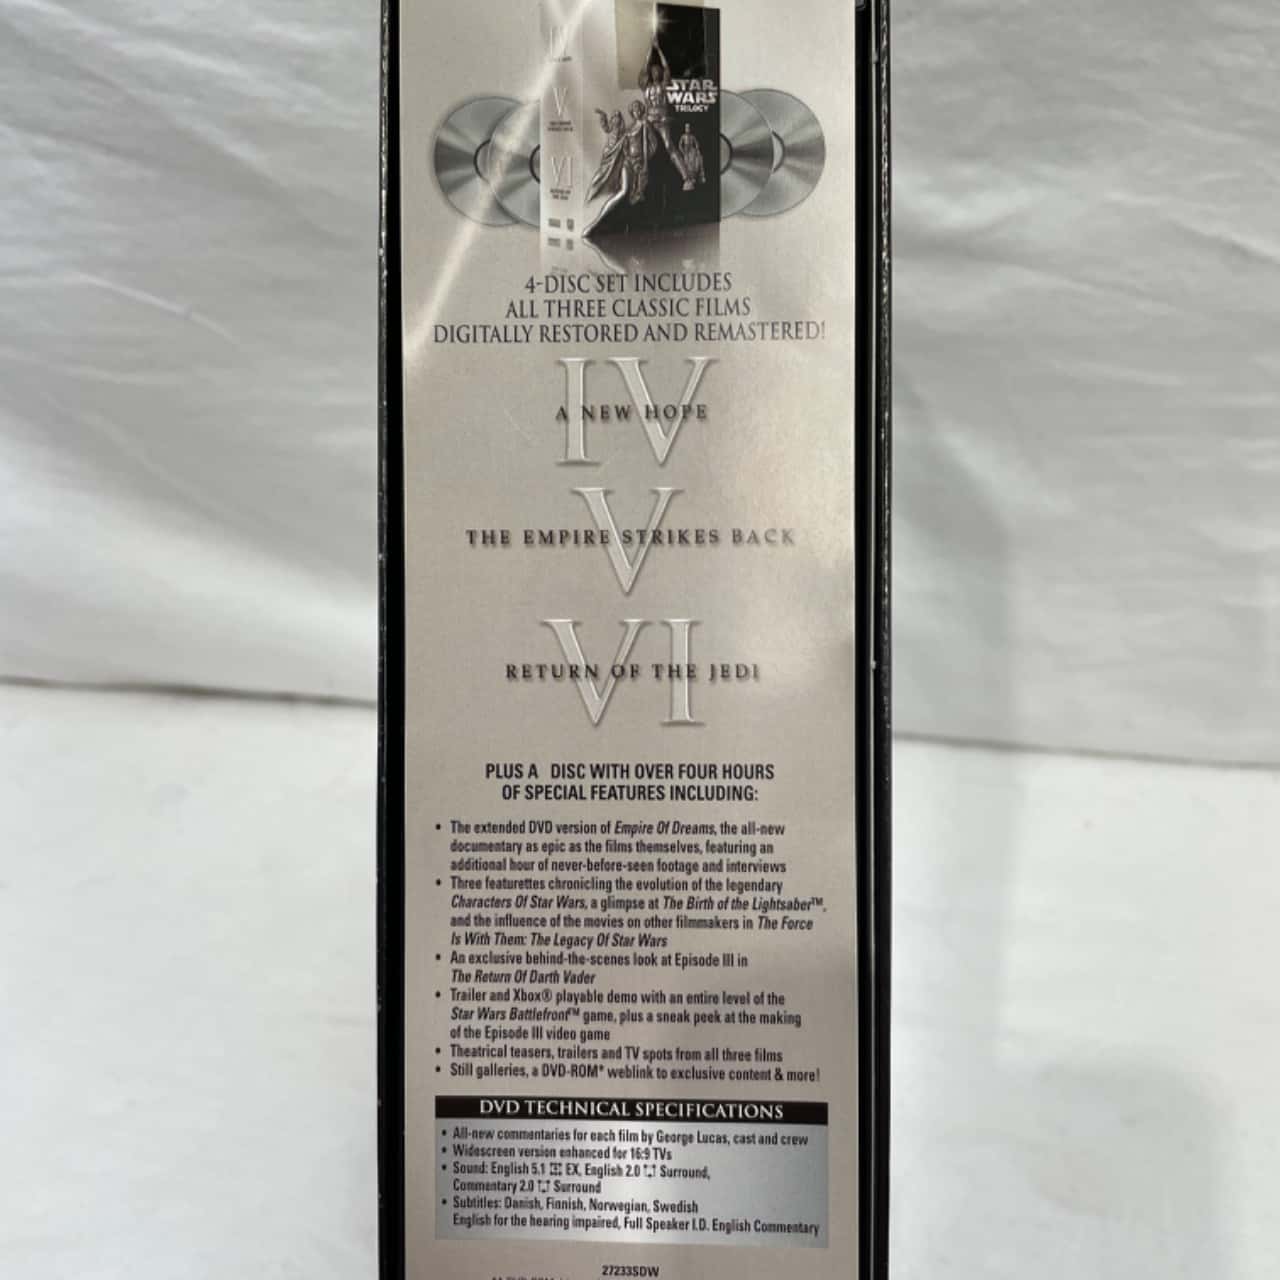 V
VI
STAR
WARS
TRILOGY
4-DISC SET INCLUDES
ALL THREE CLASSIC FILMS
DIGITALLY RESTORED AND REMASTERED!
IV
A NEW HOPE
V
THE EMPIRE STRIKES BACK
VI
RETURN OF THE JEDI
PLUS A DISC WITH OVER FOUR HOURS
OF SPECIAL FEATURES INCLUDING:
• The extended DVD version of Empire Of Dreams, the all-new
documentary as epic as the films themselves, featuring an
additional hour of never-before-seen footage and interviews
• Three featurettes chronicling the evolution of the legendary
Characters Of Star Wars, a glimpse at The Birth of the Lightsaber™,
and the influence of the movies on other filmmakers in The Force
Is With Them: The Legacy Of Star Wars
• An exclusive behind-the-scenes look at Episode III in
The Return Of Darth Vader
• Trailer and Xbox® playable demo with an entire level of the
Star Wars Battlefront™ game, plus a sneak peek at the making
of the Episode III video game
• Theatrical teasers, trailers and TV spots from all three films
• Still galleries, a DVD-ROM* weblink to exclusive content & more!
DVD TECHNICAL SPECIFICATIONS
• All-new commentaries for each film by George Lucas, cast and crew
• Widescreen version enhanced for 16:9 TVs
• Sound: English 5.1 EX, English 2.0 Surround,
Commentary 2.0 Surround
• Subtitles: Danish, Finnish, Norwegian, Swedish
English for the hearing impaired, Full Speaker I.D. English Commentary
27233SDW